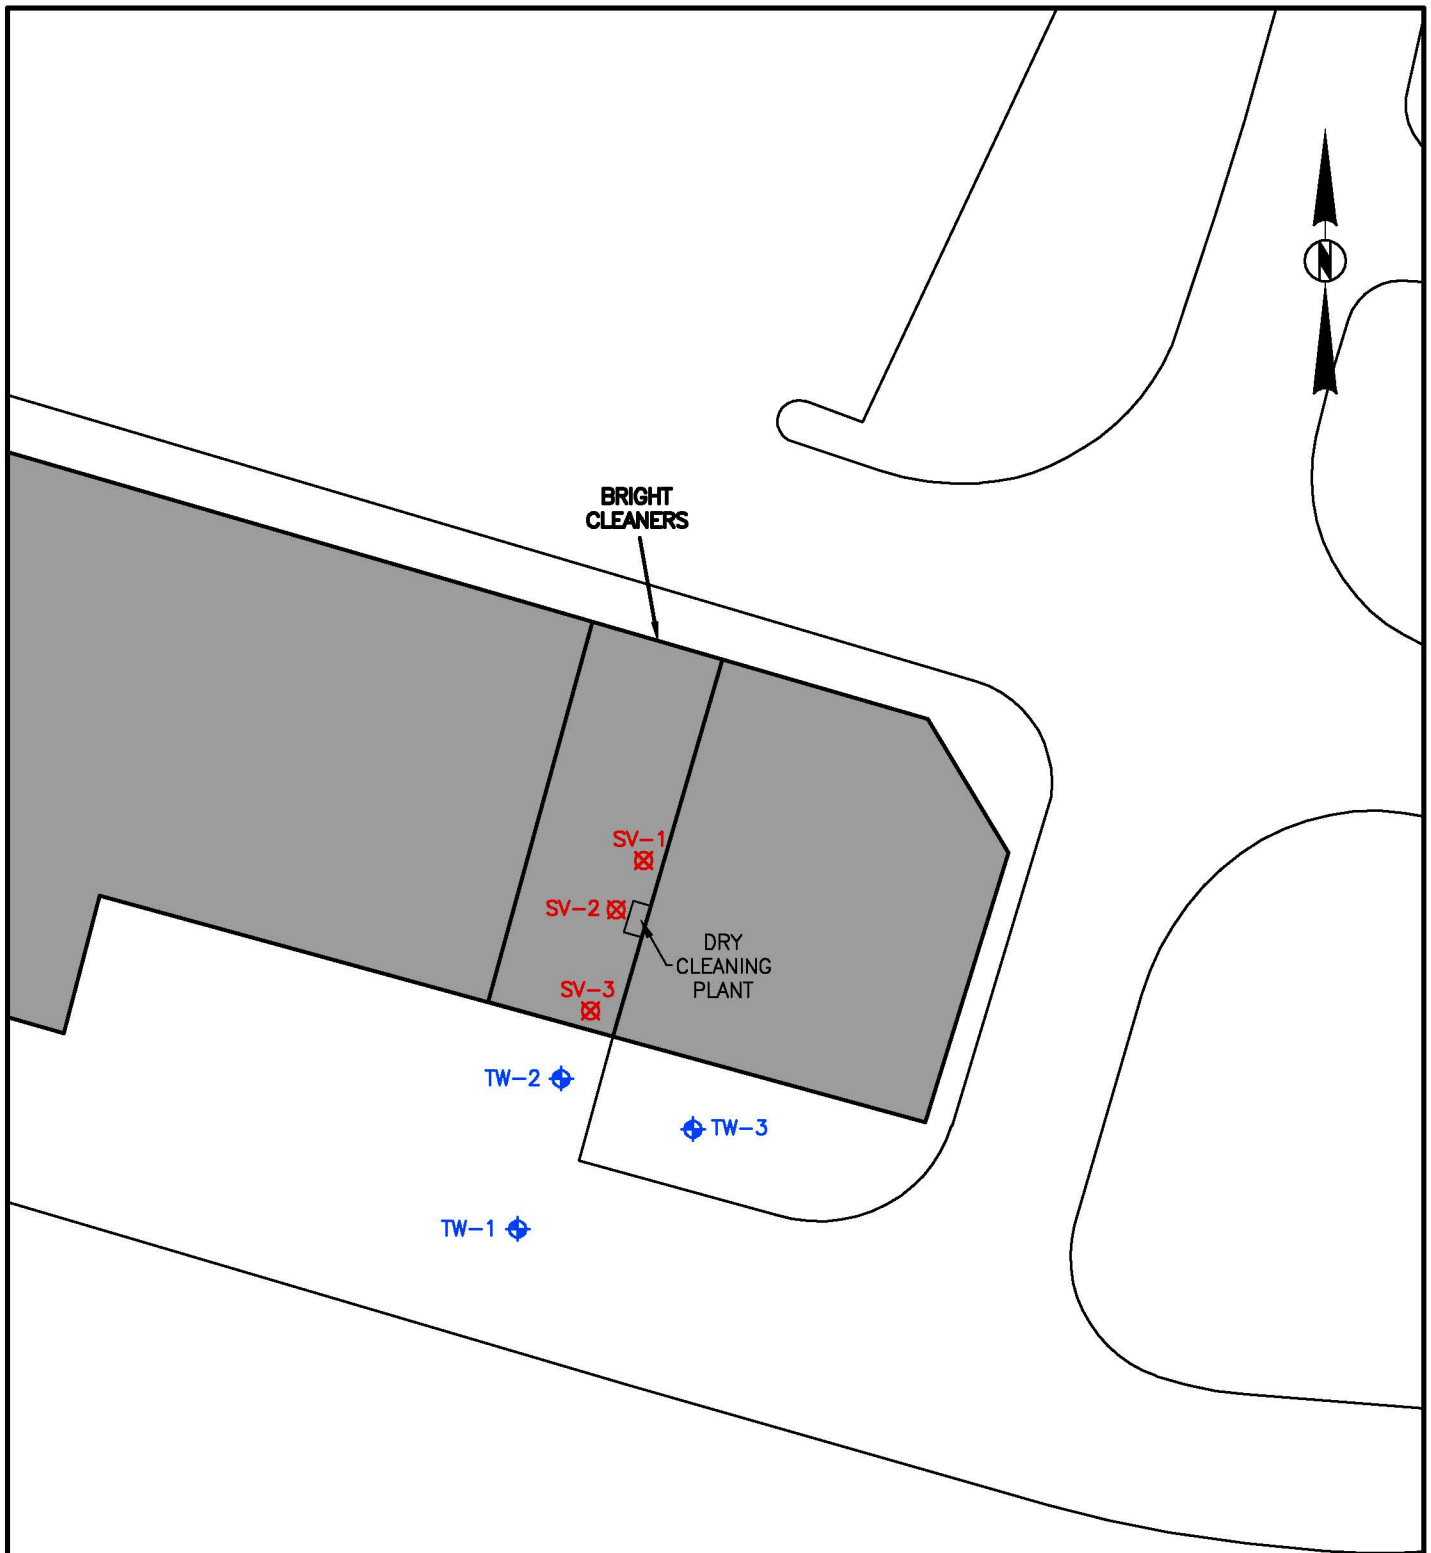 N
BRIGHT
CLEANERS
SV-1
SV-2
DRY
CLEANING
PLANT
SV-3
TW-2
TW-3
TW-1